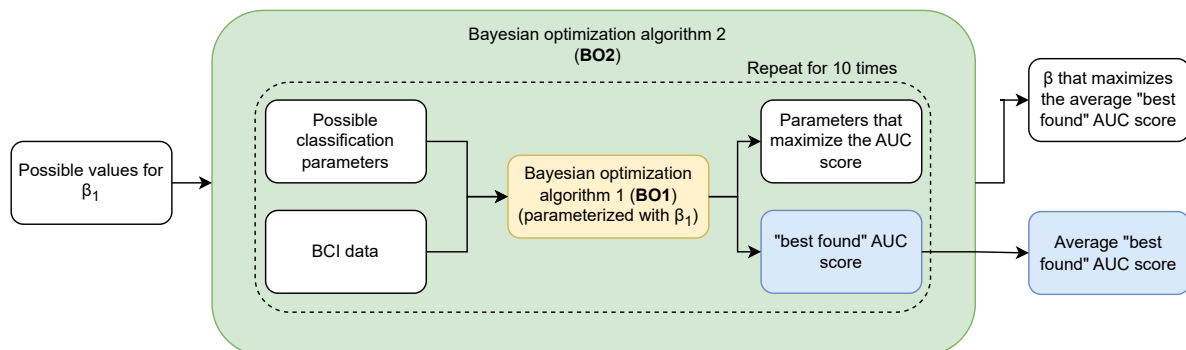 Bayesian optimization algorithm 2
(BO2)
Repeat for 10 times
Possible values for
β₁
Possible
classification
parameters
BCI data
Bayesian optimization
algorithm 1 (BO1)
(parameterized with β₁)
Parameters that
maximize the AUC
score
"best found" AUC
score
β that maximizes
the average "best
found" AUC score
Average "best
found" AUC score